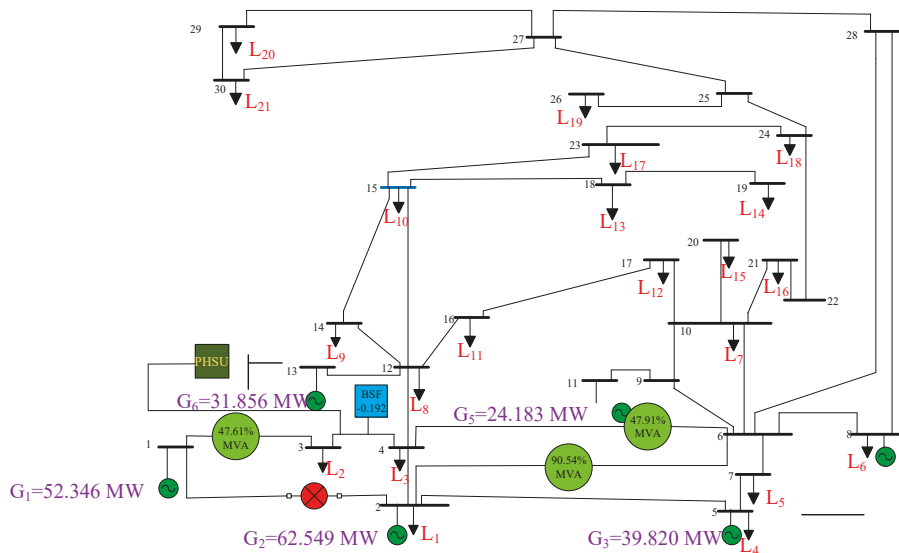 29
L20
27
28
30
L21
26
L19
25
23
L17
24
L18
15
L10
18
L13
19
L14
20
L15
17
L12
21
L16
22
14
L9
16
L11
10
L7
PHSU
13
12
L8
11
9
BSF
-0.192
G6=31.856 MW
G5=24.183 MW
47.61%
MVA
47.91%
MVA
1
3
L2
4
L3
6
8
L6
90.54%
MVA
7
L5
G1=52.346 MW
2
L1
5
L4
G2=62.549 MW
G3=39.820 MW